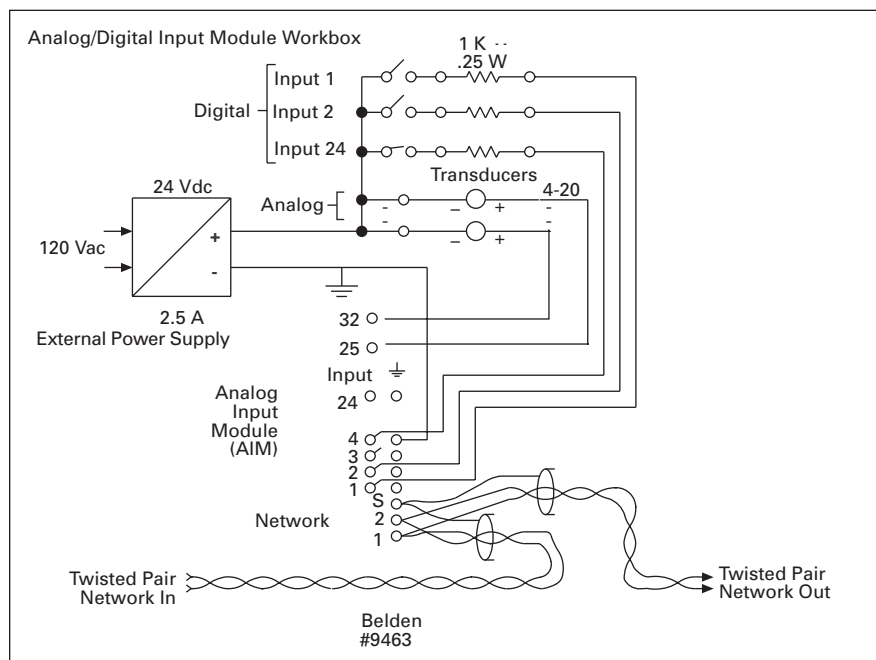 Analog/Digital Input Module Workbox
1 K --
.25 W
Input 1
Digital
Input 2
Input 24
Transducers
4-20
24 Vdc
Analog
- - - -
- + - +
120 Vac
+
-
2.5 A
External Power Supply
32
25
Input
24
Analog
Input
Module
(AIM)
4
3
2
1
S
Network
2
1
Twisted Pair
Network In
Twisted Pair
Network Out
Belden
#9463